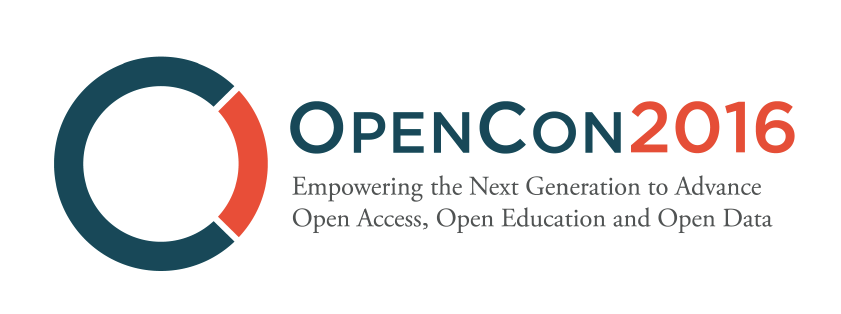 OPENCON2016
Empowering the Next Generation to Advance
Open Access, Open Education and Open Data